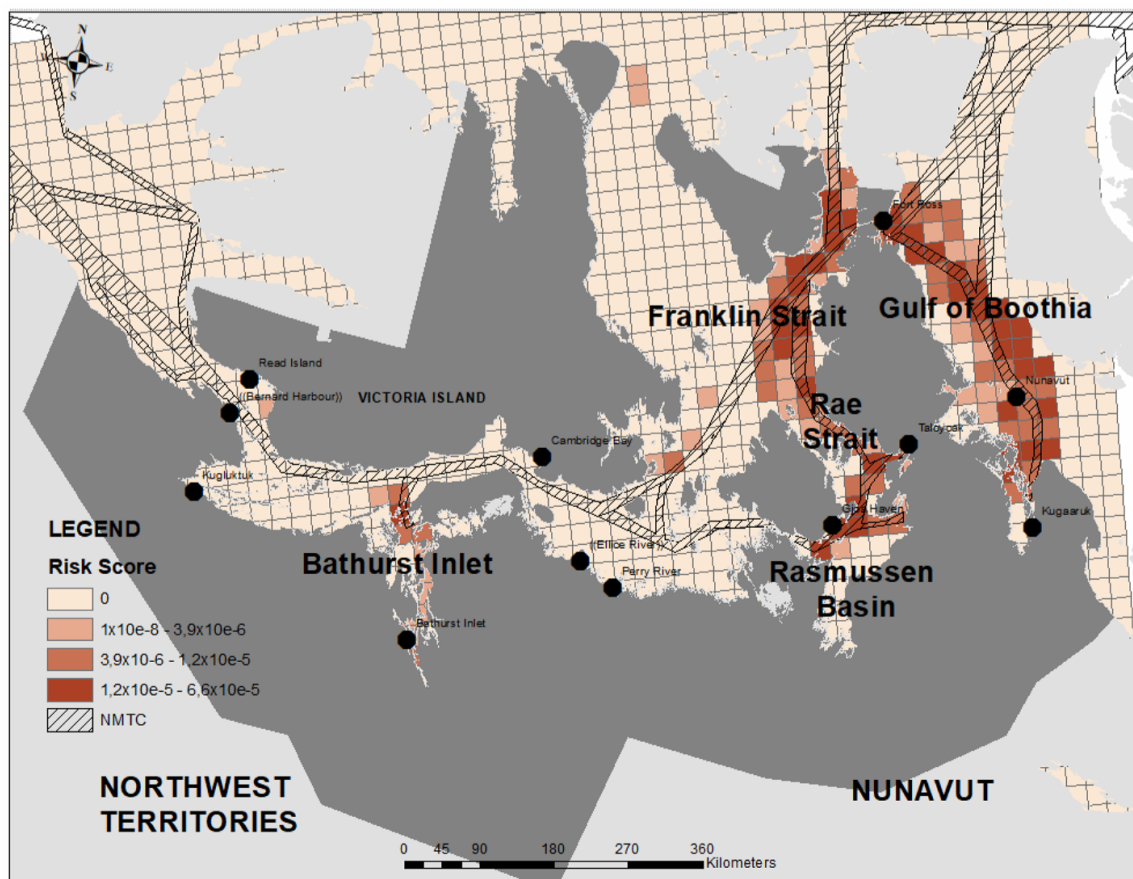 N
E
S
Fort Ross
Franklin Strait
Gulf of Boothia
Read Island
((Bernard Harbour))
VICTORIA ISLAND
Nunavut
Rae
Strait
Taloyoak
Cambridge Bay
Kugluktuk
Gjoa Haven
Kugaaruk
((Ellice River))
Perry River
Bathurst Inlet
Rasmussen
Basin
Bathurst Inlet
LEGEND
Risk Score
0
1x10e-8 - 3,9x10e-6
3,9x10e-6 - 1,2x10e-5
1,2x10e-5 - 6,6x10e-5
NMTC
NORTHWEST
TERRITORIES
NUNAVUT
0 45 90 180 270 360
Kilometers